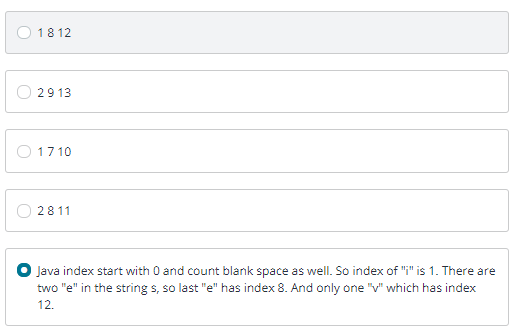 1 8 12
2 9 13
1 7 10
2 8 11
Java index start with 0 and count blank space as well. So index of "i" is 1. There are
two "e" in the string s, so last "e" has index 8. And only one "v" which has index
12.